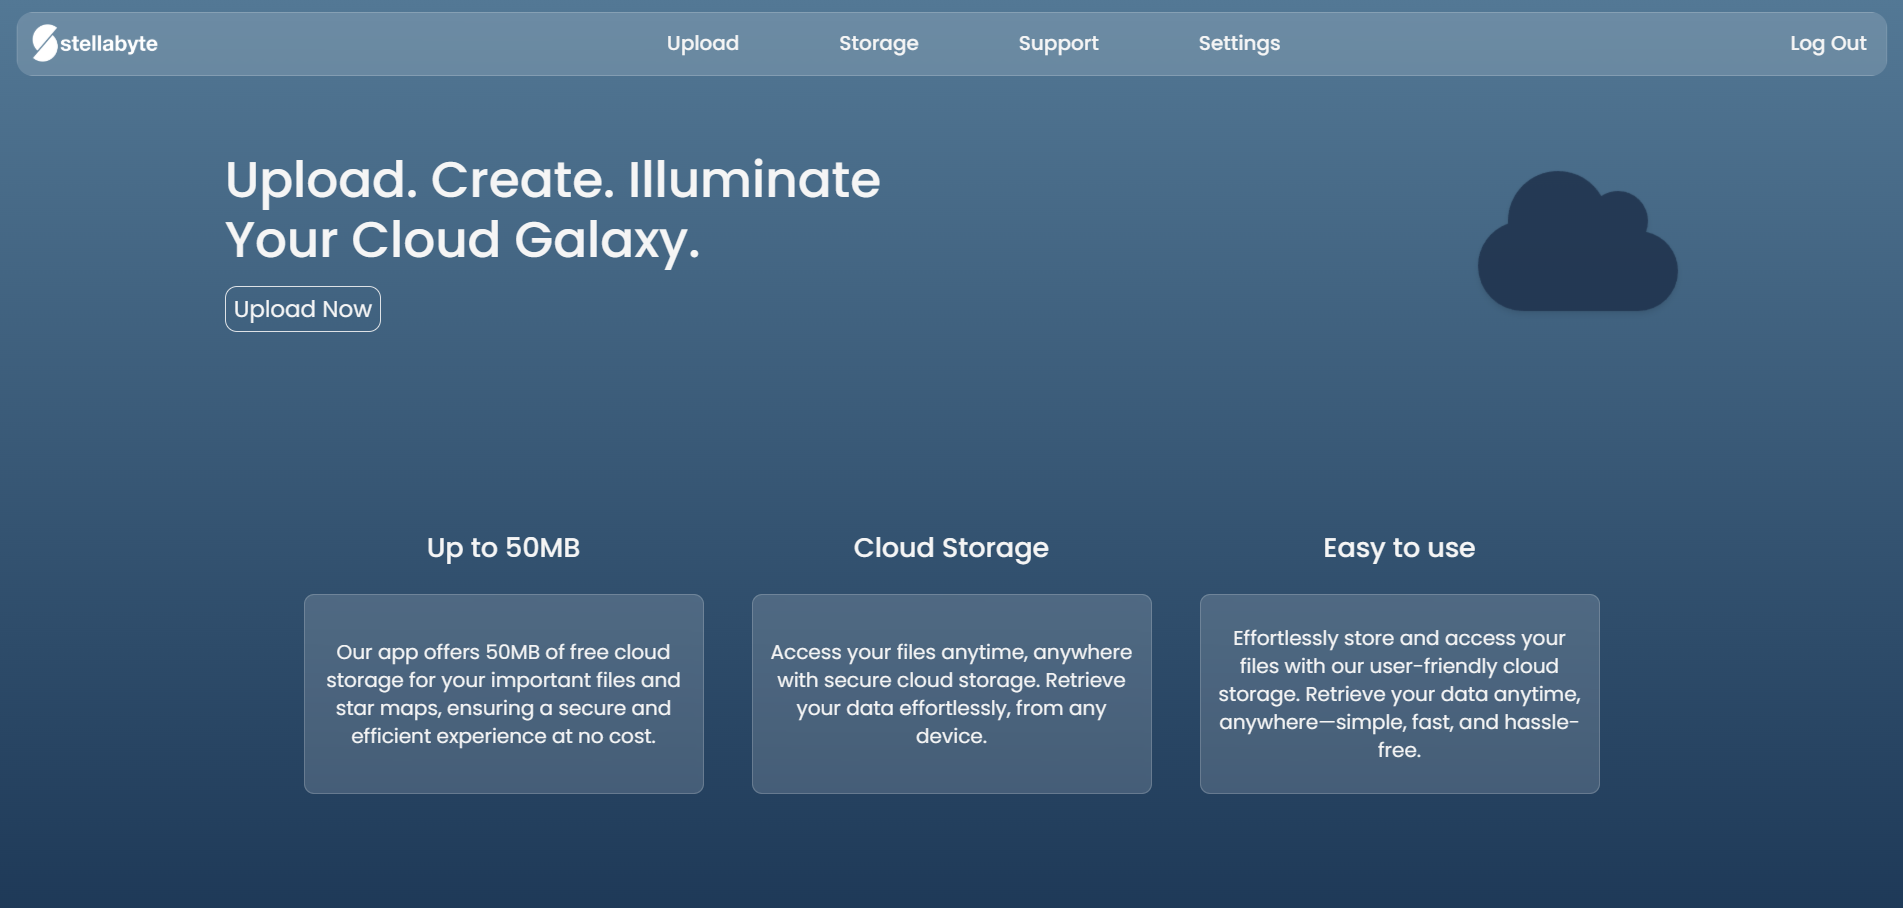 stellabyte
Upload
Storage
Support
Settings
Log Out
Upload. Create. Illuminate
Your Cloud Galaxy.
Upload Now
Up to 50MB
Our app offers 50MB of free cloud
storage for your important files and
star maps, ensuring a secure and
efficient experience at no cost.
Cloud Storage
Access your files anytime, anywhere
with secure cloud storage. Retrieve
your data effortlessly, from any
device.
Easy to use
Effortlessly store and access your
files with our user-friendly cloud
storage. Retrieve your data anytime,
anywhere—simple, fast, and hassle-
free.